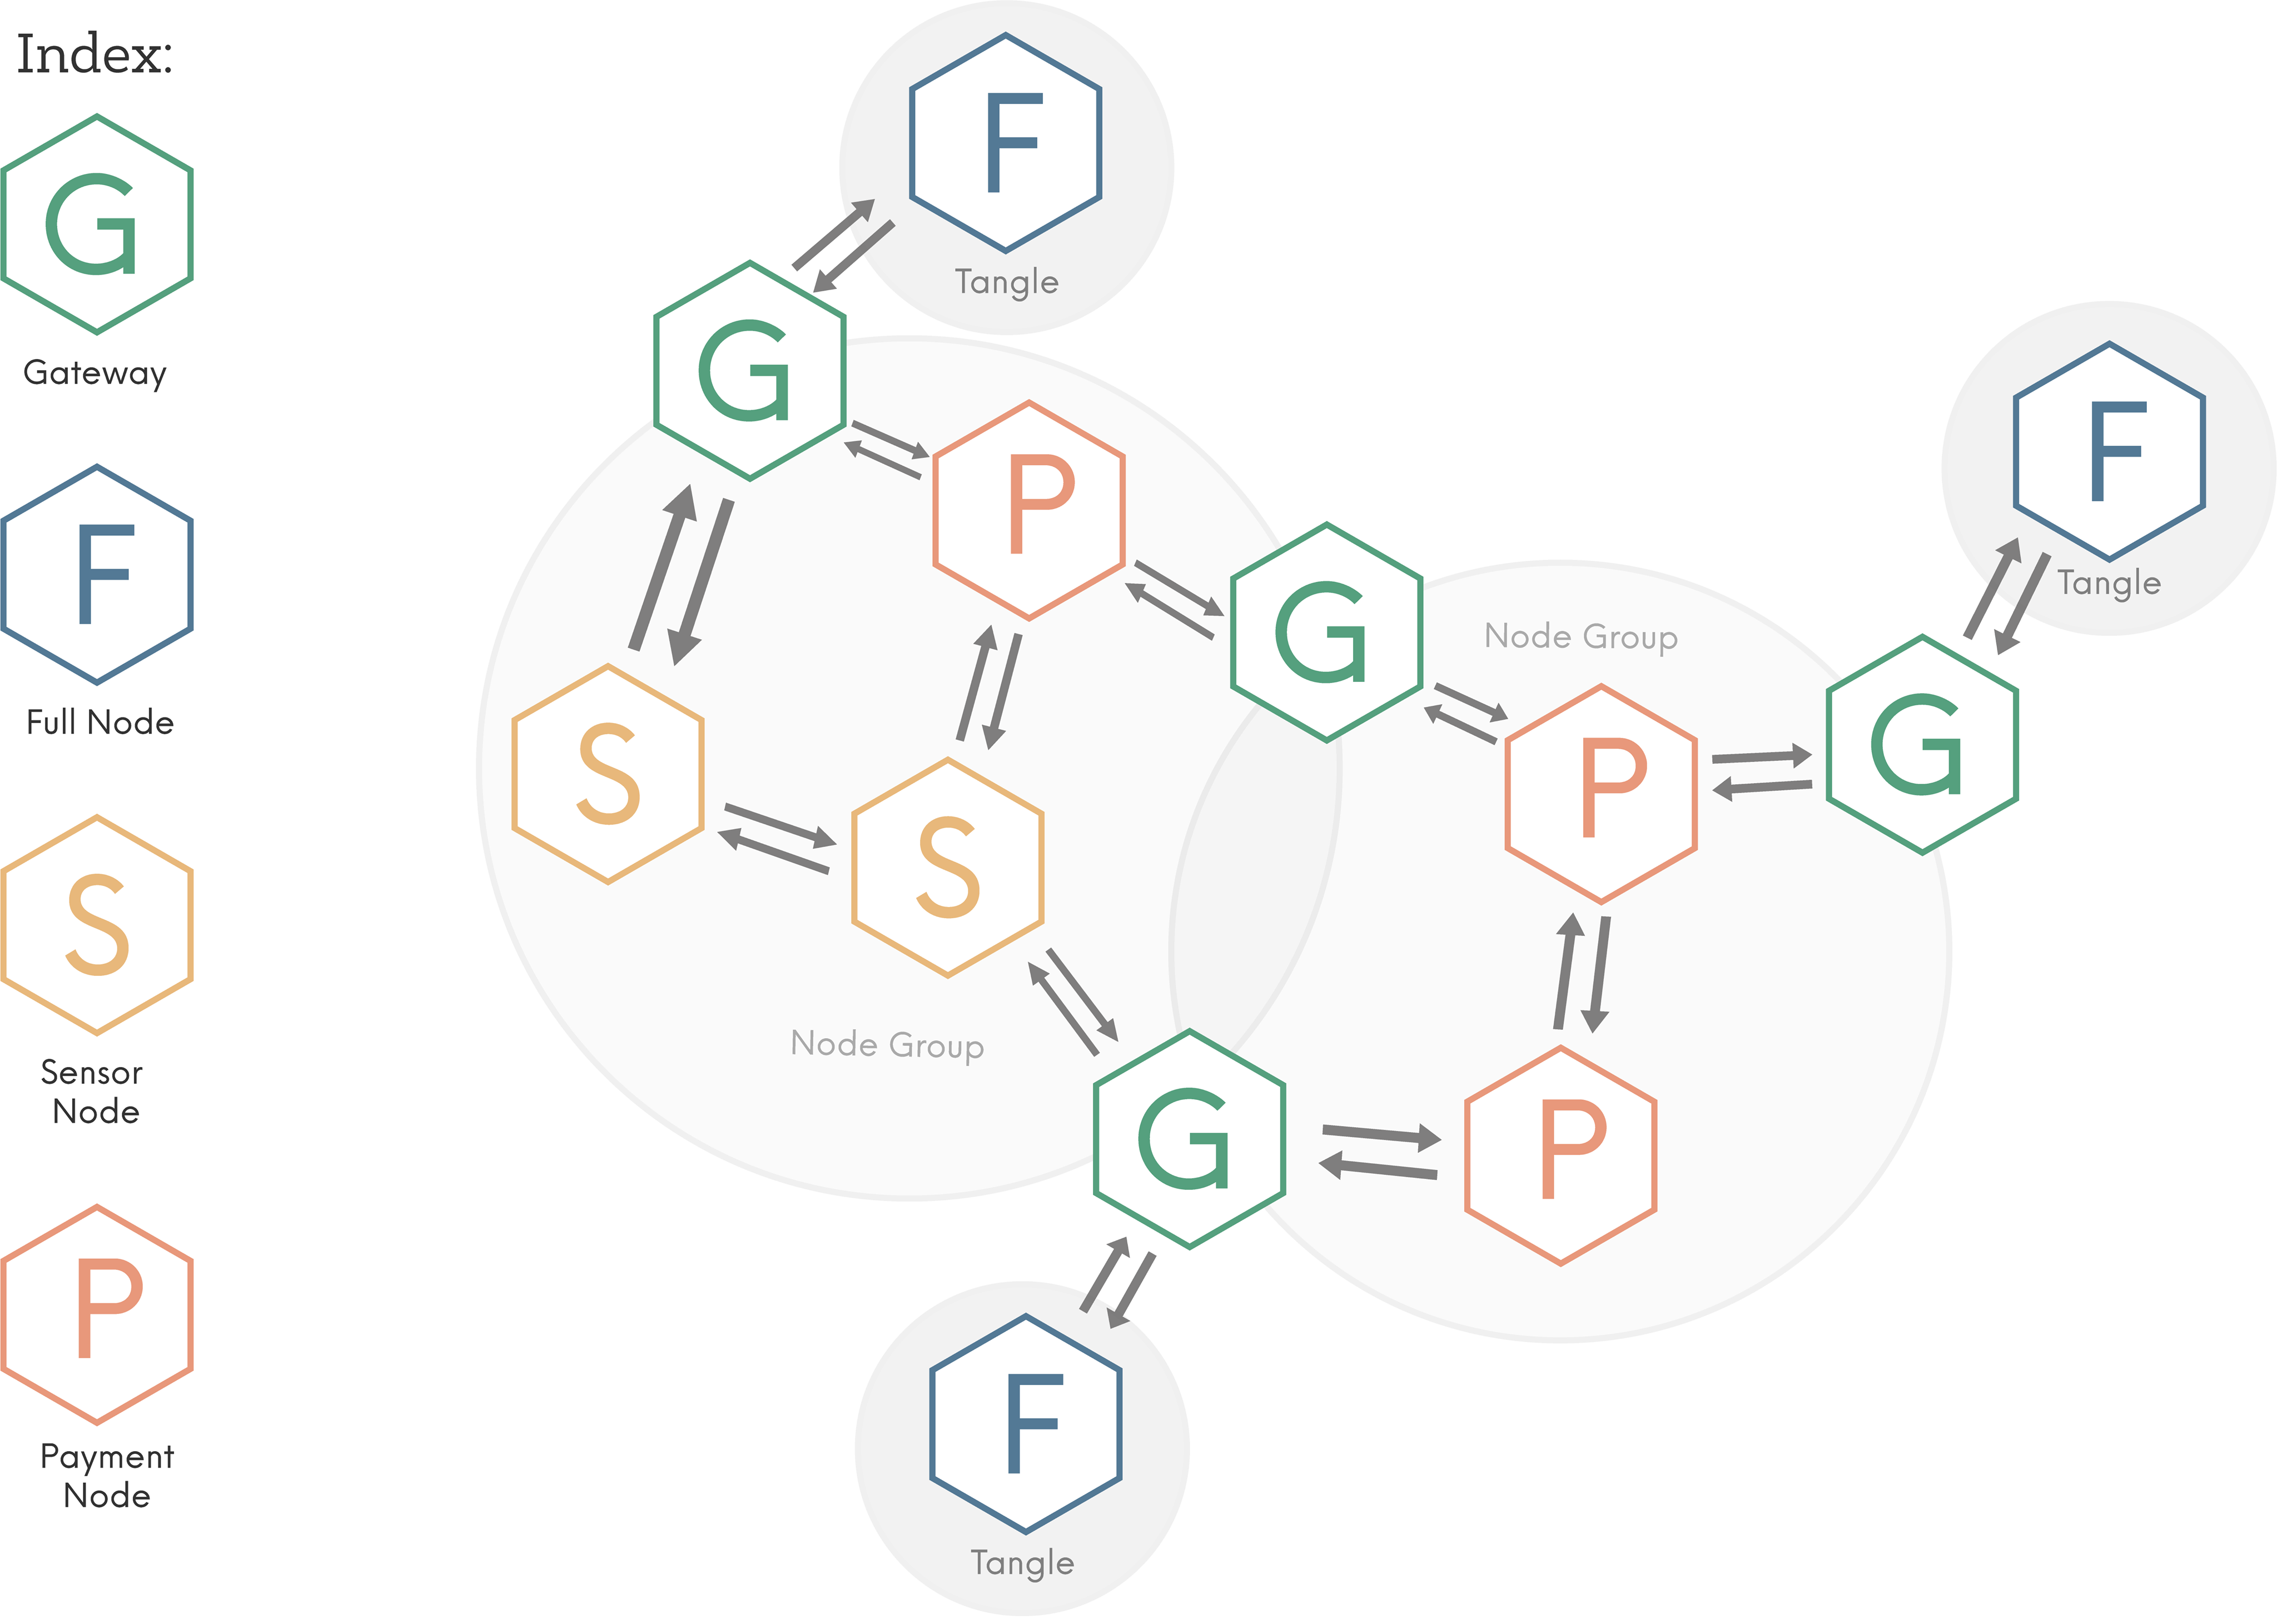 Index:
G
Gateway
F
Full Node
S
Sensor
Node
P
Payment
Node
F
Tangle
G
P
F
Tangle
G
Node Group
P
G
S
S
Node Group
G
P
F
Tangle